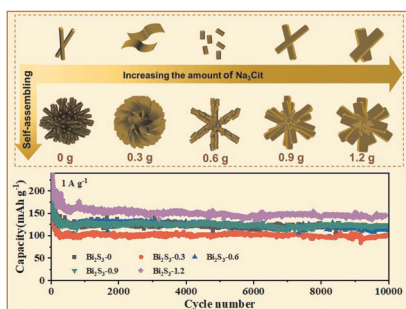 Increasing the amount of Na₃Cit
Self-assembling
0 g 0.3 g 0.6 g 0.9 g 1.2 g
1 A g⁻¹
Capacity(mAh g⁻¹)
200
150
100
50
0
0 2000 4000 6000 8000 10000
Cycle number
Bi₂S₃-0 Bi₂S₃-0.3 Bi₂S₃-0.6
Bi₂S₃-0.9 Bi₂S₃-1.2